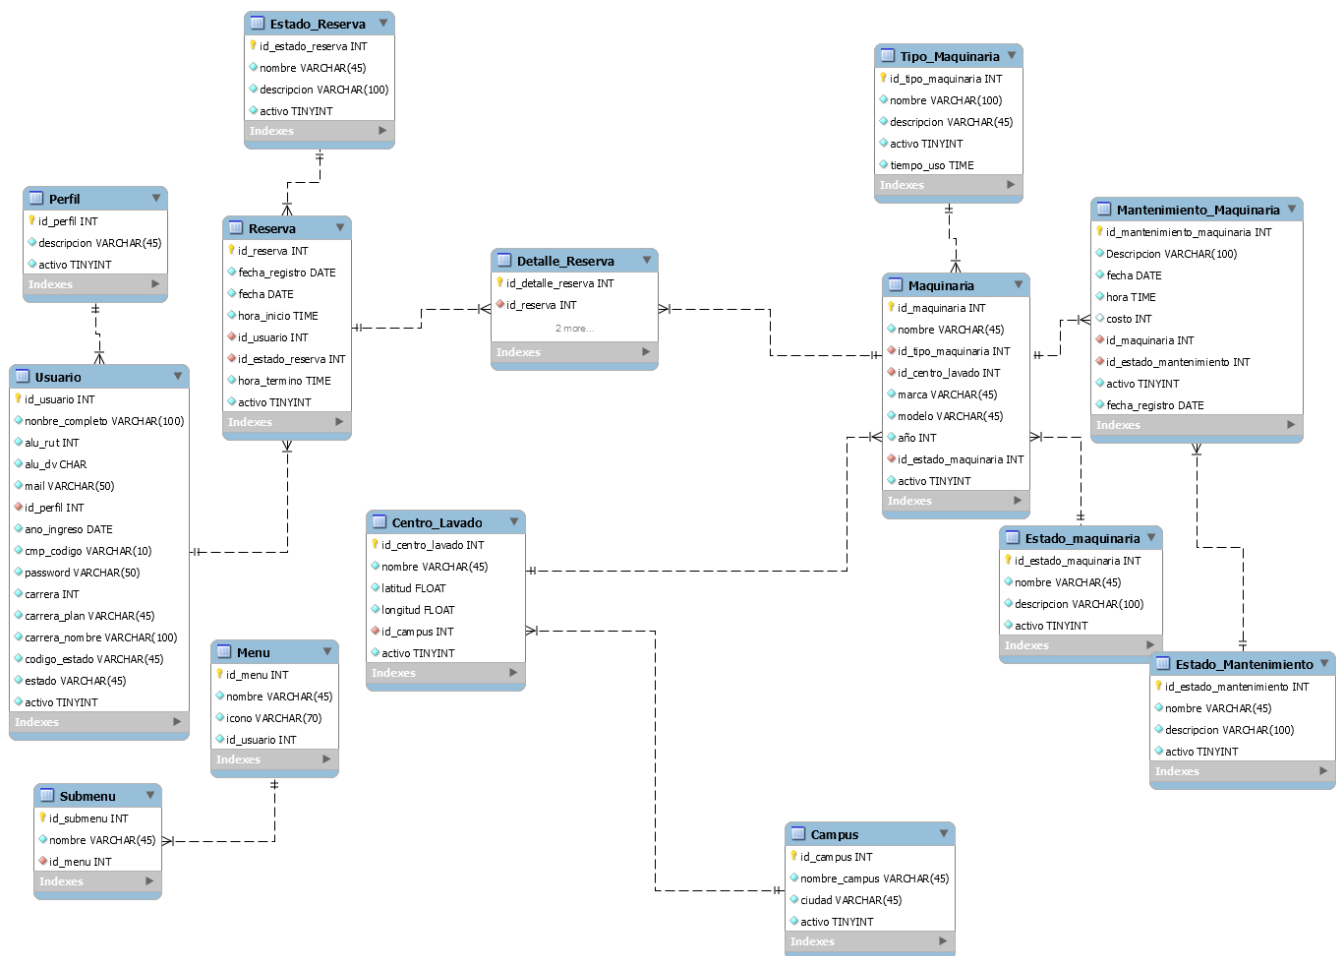 Estado_Reserva
id_estado_reserva INT
nombre VARCHAR(45)
descripcion VARCHAR(100)
activo TINYINT
Indexes
Tipo_Maquinaria
id_tipo_maquinaria INT
nombre VARCHAR(100)
descripcion VARCHAR(45)
activo TINYINT
tiempo_uso TIME
Indexes
Perfil
id_perfil INT
descripcion VARCHAR(45)
activo TINYINT
Indexes
Reserva
id_reserva INT
fecha_registro DATE
fecha DATE
hora_inicio TIME
id_usuario INT
id_estado_reserva INT
hora_termino TIME
activo TINYINT
Indexes
Detalle_Reserva
id_detalle_reserva INT
id_reserva INT
2 more...
Indexes
Maquinaria
id_maquinaria INT
nombre VARCHAR(45)
id_tipo_maquinaria INT
id_centro_lavado INT
marca VARCHAR(45)
modelo VARCHAR(45)
año INT
id_estado_maquinaria INT
activo TINYINT
Indexes
Mantenimiento_Maquinaria
id_mantenimiento_maquinaria INT
Descripcion VARCHAR(100)
fecha DATE
hora TIME
costo INT
id_maquinaria INT
id_estado_mantenimiento INT
activo TINYINT
fecha_registro DATE
Indexes
Usuario
id_usuario INT
nonbre_completo VARCHAR(100)
alu_rut INT
alu_dv CHAR
mail VARCHAR(50)
id_perfil INT
ano_ingreso DATE
cmp_codigo VARCHAR(10)
password VARCHAR(50)
carrera INT
carrera_plan VARCHAR(45)
carrera_nombre VARCHAR(100)
codigo_estado VARCHAR(45)
estado VARCHAR(45)
activo TINYINT
Indexes
Centro_Lavado
id_centro_lavado INT
nombre VARCHAR(45)
latitud FLOAT
longitud FLOAT
id_campus INT
activo TINYINT
Indexes
Estado_maquinaria
id_estado_maquinaria INT
nombre VARCHAR(45)
descripcion VARCHAR(100)
activo TINYINT
Indexes
Estado_Mantenimiento
id_estado_mantenimiento INT
nombre VARCHAR(45)
descripcion VARCHAR(100)
activo TINYINT
Indexes
Menu
id_menu INT
nombre VARCHAR(45)
icono VARCHAR(70)
id_usuario INT
Indexes
Submenu
id_submenu INT
nombre VARCHAR(45)
id_menu INT
Indexes
Campus
id_campus INT
nombre_campus VARCHAR(45)
ciudad VARCHAR(45)
activo TINYINT
Indexes